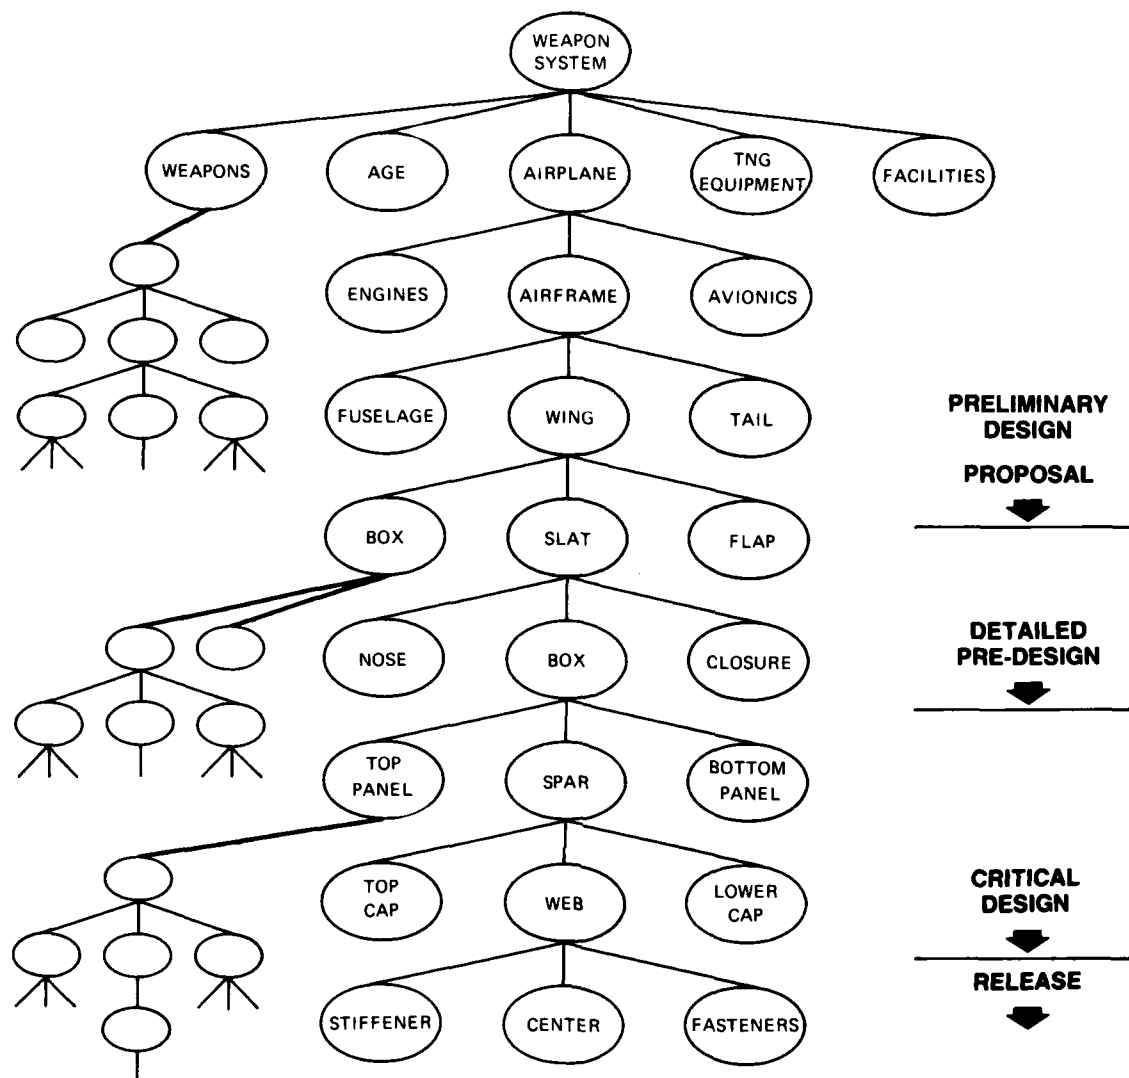 WEAPON
SYSTEM
WEAPONS
AGE
AIRPLANE
TNG
EQUIPMENT
FACILITIES
ENGINES
AIRFRAME
AVIONICS
FUSELAGE
WING
TAIL
PRELIMINARY
DESIGN
PROPOSAL
BOX
SLAT
FLAP
NOSE
BOX
CLOSURE
DETAILED
PRE-DESIGN
TOP
PANEL
SPAR
BOTTOM
PANEL
TOP
CAP
WEB
LOWER
CAP
CRITICAL
DESIGN
RELEASE
STIFFENER
CENTER
FASTENERS